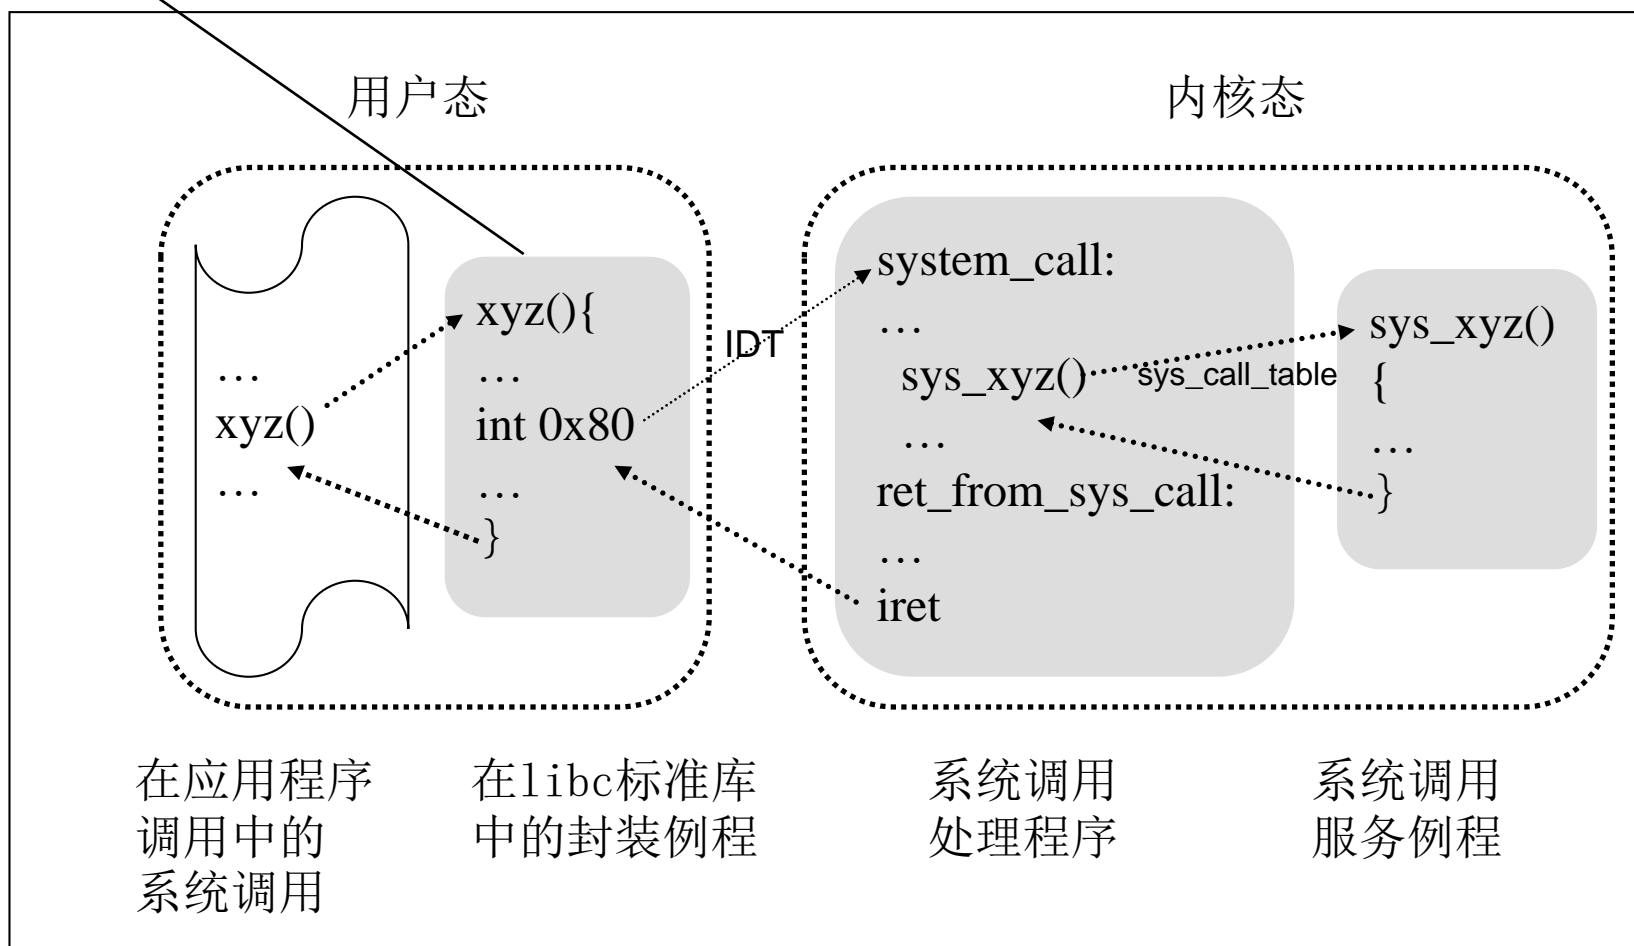 用户态
内核态
…
xyz()
…
xyz(){
…
int 0x80
…
}
IDT
system_call:
…
sys_xyz()
…
ret_from_sys_call:
…
iret
sys_call_table
sys_xyz()
{
…
}
在应用程序
调用中的
系统调用
在libc标准库
中的封装例程
系统调用
处理程序
系统调用
服务例程